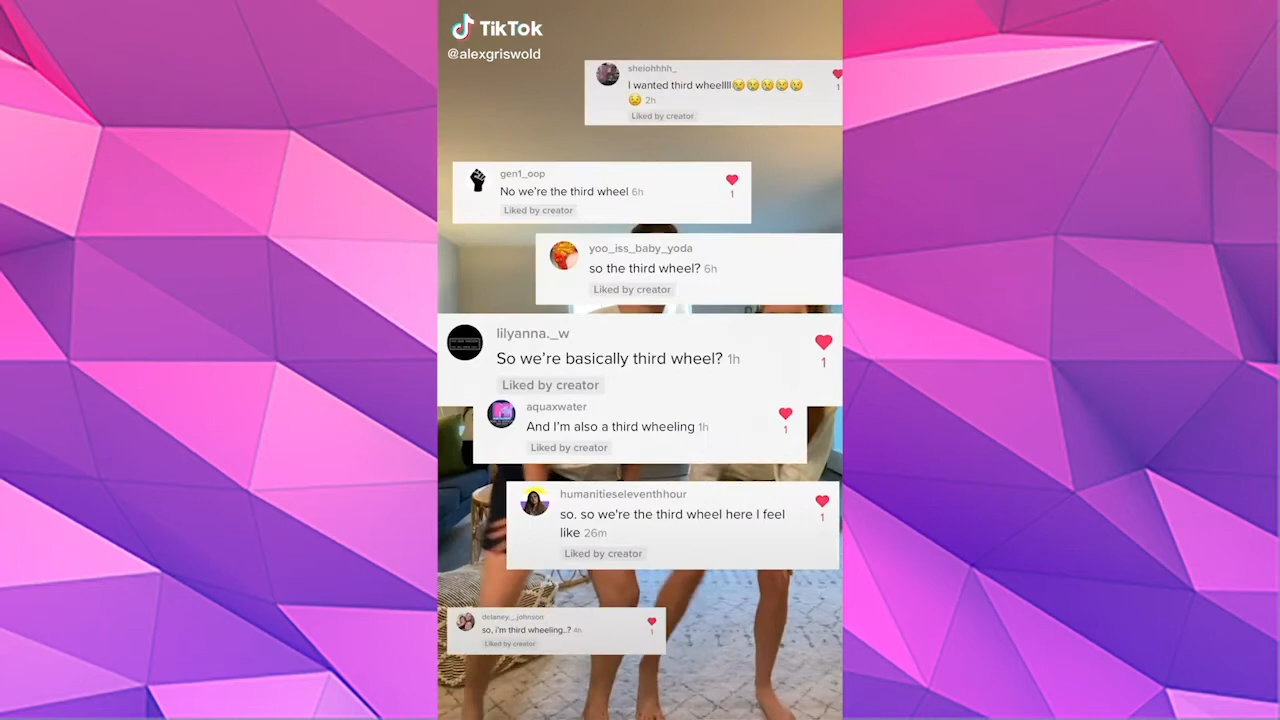 TikTok
@alexgriswold
sheiohhhh_
I wanted third wheellll😢😢😢😢😢
😢 2h
1
Liked by creator
gen1_oop
No we're the third wheel 6h
1
Liked by creator
yoo_iss_baby_yoda
so the third wheel? 6h
Liked by creator
lilyanna._w
So we're basically third wheel? 1h
1
Liked by creator
aquaxwater
And I'm also a third wheeling 1h
1
Liked by creator
humanitieseleventhhour
so. so we're the third wheel here I feel
like 26m
1
Liked by creator
delaney._.johnson
so, i'm third wheeling..? 4h
1
Liked by creator